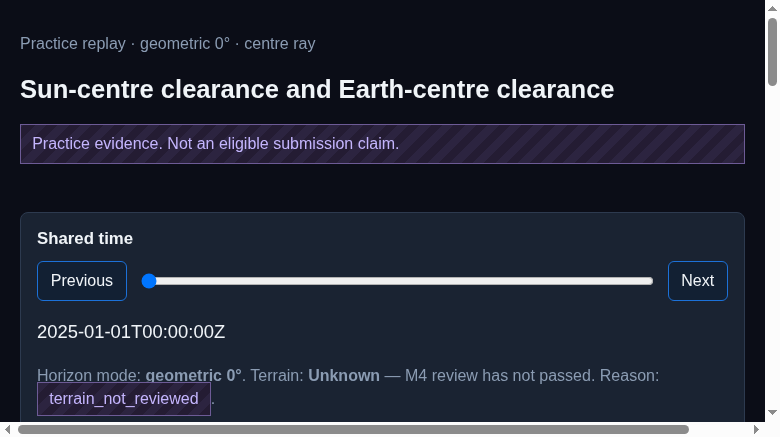 Practice replay · geometric 0° · centre ray
Sun-centre clearance and Earth-centre clearance
Practice evidence. Not an eligible submission claim.
Shared time
Previous
Next
2025-01-01T00:00:00Z
Horizon mode: geometric 0°. Terrain: Unknown — M4 review has not passed. Reason:
terrain_not_reviewed.